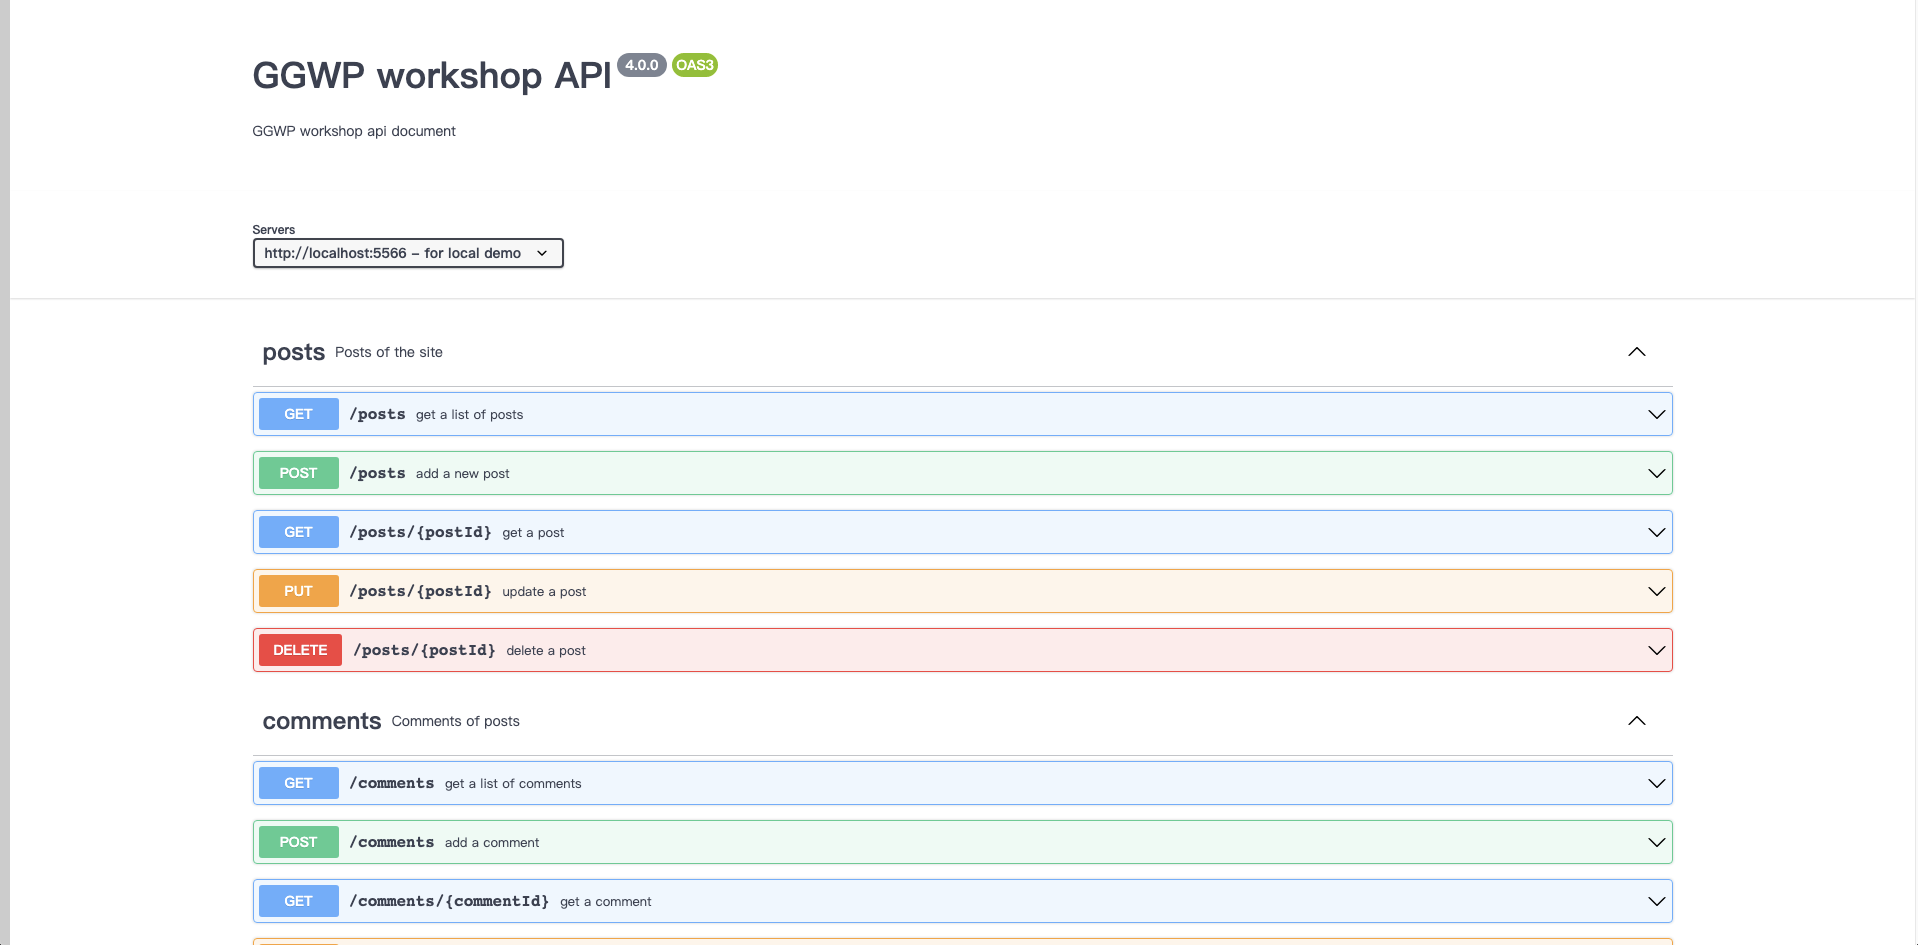 GGWP workshop API 4.0.0 OAS3
GGWP workshop api document
Servers
http://localhost:5566 – for local demo
posts Posts of the site
GET /posts get a list of posts
POST /posts add a new post
GET /posts/{postId} get a post
PUT /posts/{postId} update a post
DELETE /posts/{postId} delete a post
comments Comments of posts
GET /comments get a list of comments
POST /comments add a comment
GET /comments/{commentId} get a comment